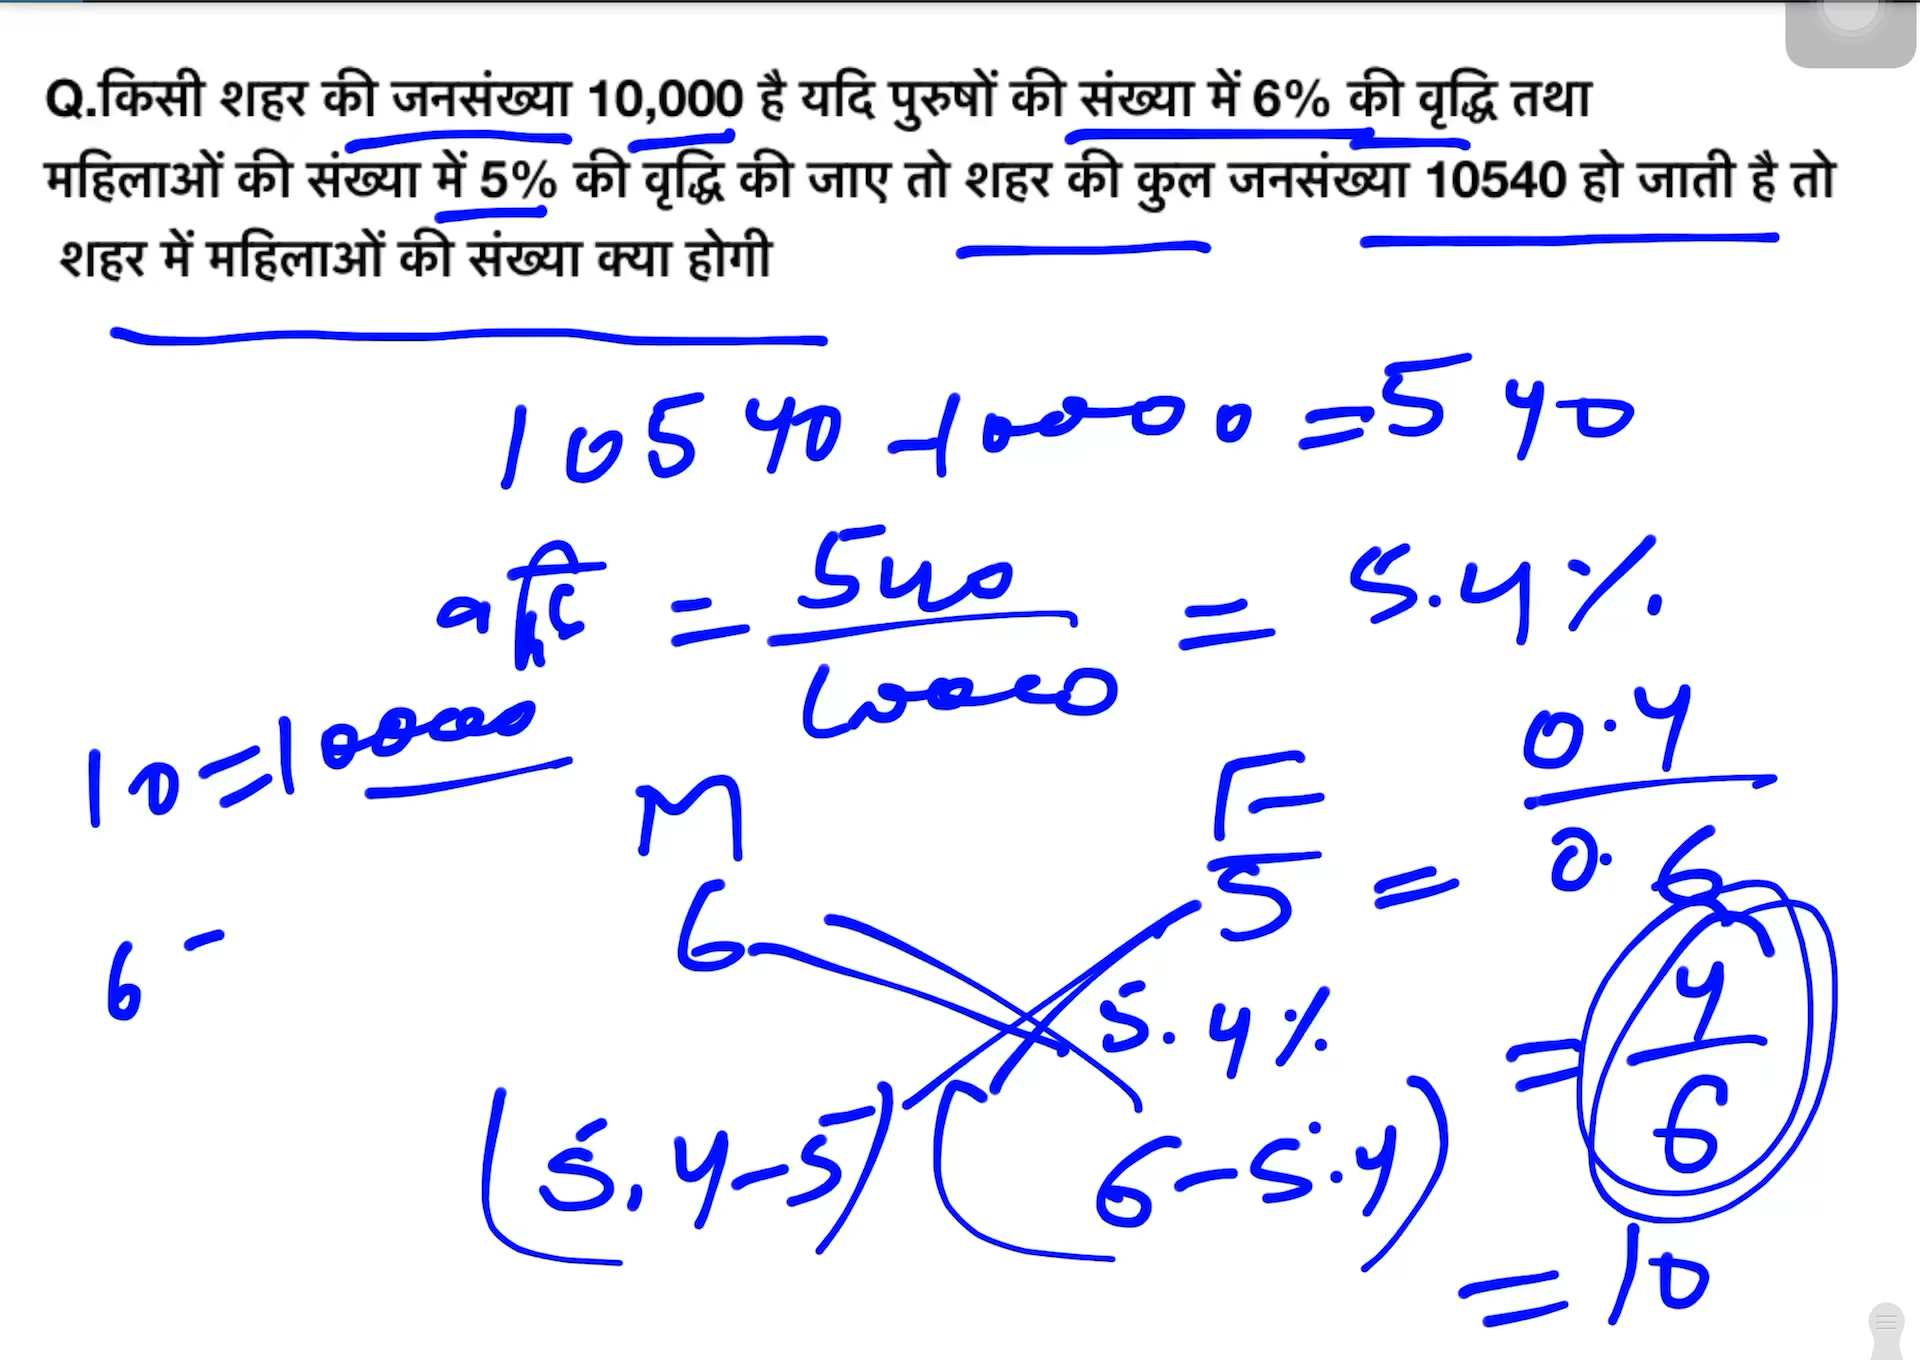 Q.किसी शहर की जनसंख्या 10,000 है यदि पुरुषों की संख्या में 6% की वृद्धि तथा
महिलाओं की संख्या में 5% की वृद्धि की जाए तो शहर की कुल जनसंख्या 10540 हो जाती है तो
शहर में महिलाओं की संख्या क्या होगी
10540 - 10000 = 540
= 540/10000 = 5.4%
10 = 10000
M F
6 5 = 0.4/0.6
6 -
5.4%
(5.4-5) (6-5.4)
= 4/6
= 10